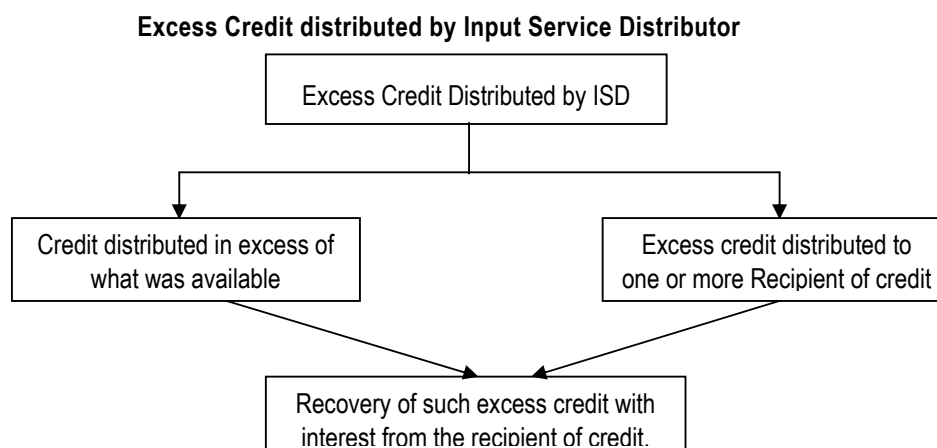 Excess Credit distributed by Input Service Distributor
Excess Credit Distributed by ISD
Credit distributed in excess of
what was available
Excess credit distributed to
one or more Recipient of credit
Recovery of such excess credit with
interest from the recipient of credit.